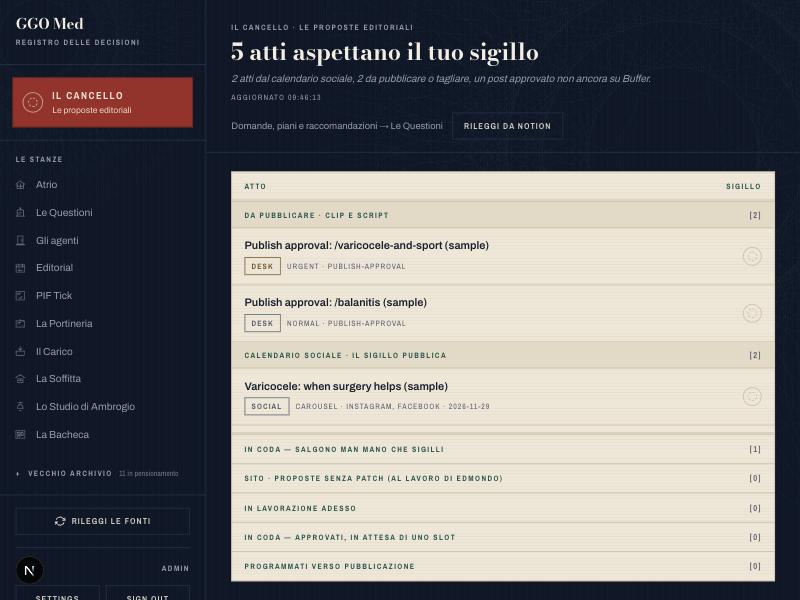 GGO Med
REGISTRO DELLE DECISIONI
IL CANCELLO
Le proposte editoriali
LE STANZE
Atrio
Le Questioni
Gli agenti
Editorial
PIF Tick
La Portineria
Il Carico
La Soffitta
Lo Studio di Ambrogio
La Bacheca
VECCHIO ARCHIVIO 11 in pensionamento
RILEGGI LE FONTI
N
ADMIN
SETTINGS
SIGN OUT
IL CANCELLO · LE PROPOSTE EDITORIALI
5 atti aspettano il tuo sigillo
2 atti dal calendario sociale, 2 da pubblicare o tagliare, un post approvato non ancora su Buffer.
AGGIORNATO 09:46:13
Domande, piani e raccomandazioni → Le Questioni
RILEGGI DA NOTION
ATTO SIGILLO
DA PUBBLICARE · CLIP E SCRIPT [2]
Publish approval: /varicocele-and-sport (sample)
DESK URGENT · PUBLISH-APPROVAL
Publish approval: /balanitis (sample)
DESK NORMAL · PUBLISH-APPROVAL
CALENDARIO SOCIALE · IL SIGILLO PUBBLICA [2]
Varicocele: when surgery helps (sample)
SOCIAL CAROUSEL · INSTAGRAM, FACEBOOK · 2026-11-29
IN CODA — SALGONO MAN MANO CHE SIGILLI [1]
SITO · PROPOSTE SENZA PATCH (AL LAVORO DI EDMONDO) [0]
IN LAVORAZIONE ADESSO [0]
IN CODA — APPROVATI, IN ATTESA DI UNO SLOT [0]
PROGRAMMATI VERSO PUBBLICAZIONE [0]